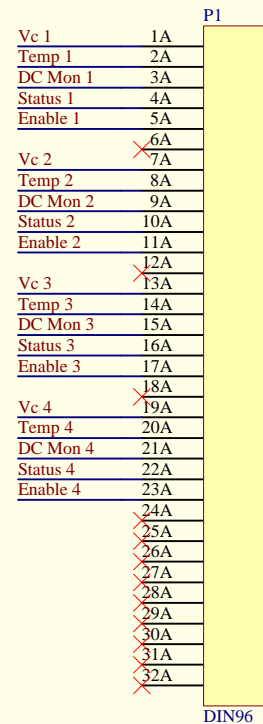 P1
Vc 1 1A
Temp 1 2A
DC Mon 1 3A
Status 1 4A
Enable 1 5A
6A
Vc 2 7A
Temp 2 8A
DC Mon 2 9A
Status 2 10A
Enable 2 11A
12A
Vc 3 13A
Temp 3 14A
DC Mon 3 15A
Status 3 16A
Enable 3 17A
18A
Vc 4 19A
Temp 4 20A
DC Mon 4 21A
Status 4 22A
Enable 4 23A
24A
25A
26A
27A
28A
29A
30A
31A
32A
DIN96